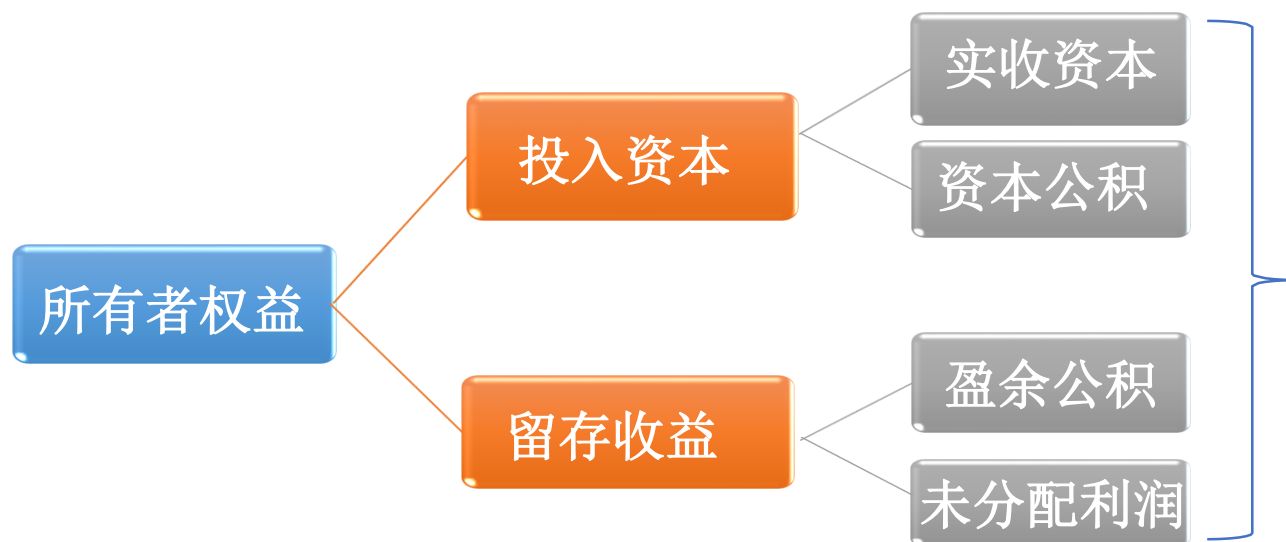 所有者权益
投入资本
留存收益
实收资本
资本公积
盈余公积
未分配利润